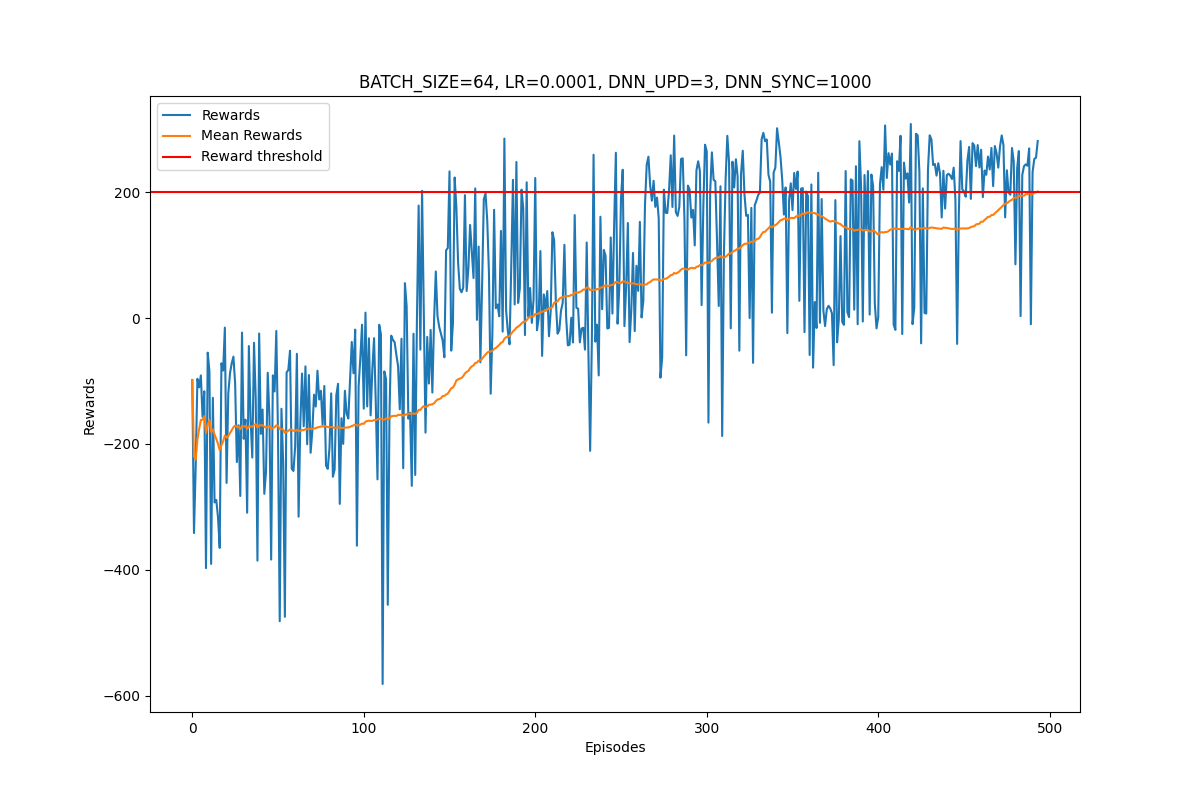 BATCH_SIZE=64, LR=0.0001, DNN_UPD=3, DNN_SYNC=1000
Rewards
Mean Rewards
Reward threshold
200
0
−200
−400
−600
Rewards
0
100
200
300
400
500
Episodes